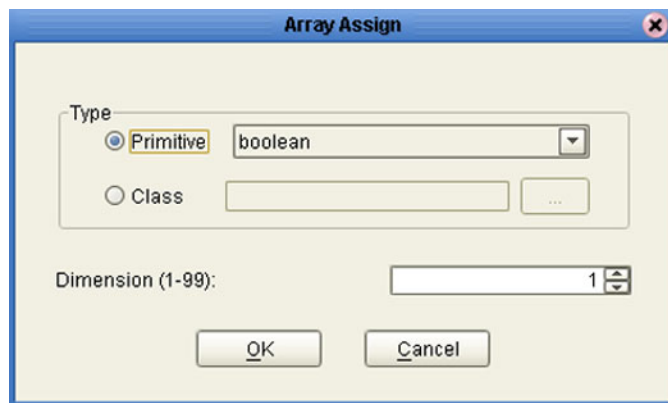 Array Assign
Type
Primitive boolean
Class ...
Dimension (1-99): 1
OK Cancel